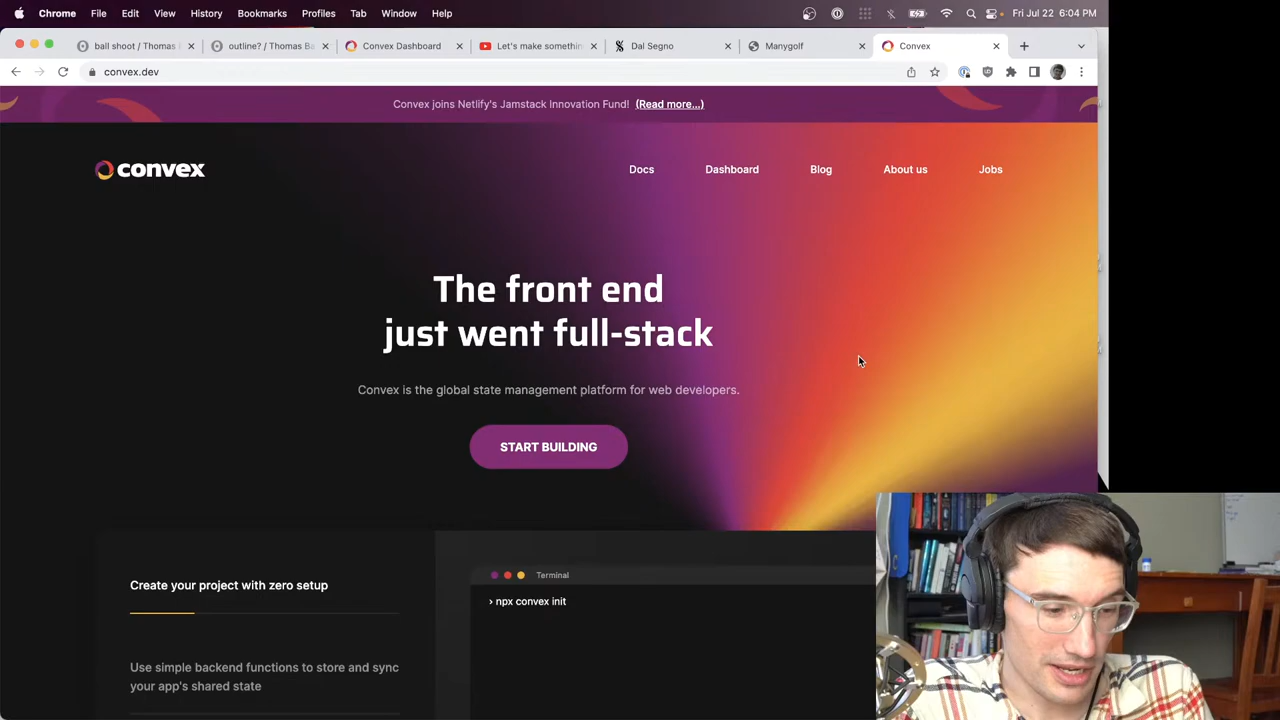 Chrome File Edit View History Bookmarks Profiles Tab Window Help Fri Jul 22 6:04 PM
ball shoot / Thomas outline? / Thomas Ba Convex Dashboard Let's make somethin Dal Segno Manygolf Convex
convex.dev
Convex joins Netlify's Jamstack Innovation Fund! (Read more...)
convex Docs Dashboard Blog About us Jobs
The front end
just went full-stack
Convex is the global state management platform for web developers.
START BUILDING
Create your project with zero setup
Terminal
› npx convex init
Use simple backend functions to store and sync
your app's shared state